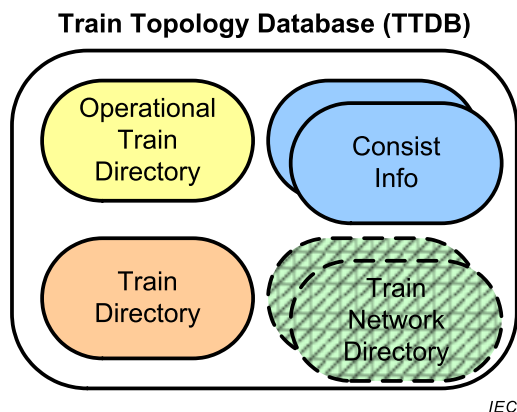 Train Topology Database (TTDB)
Operational
Train
Directory
Consist
Info
Train
Directory
Train
Network
Directory
IEC